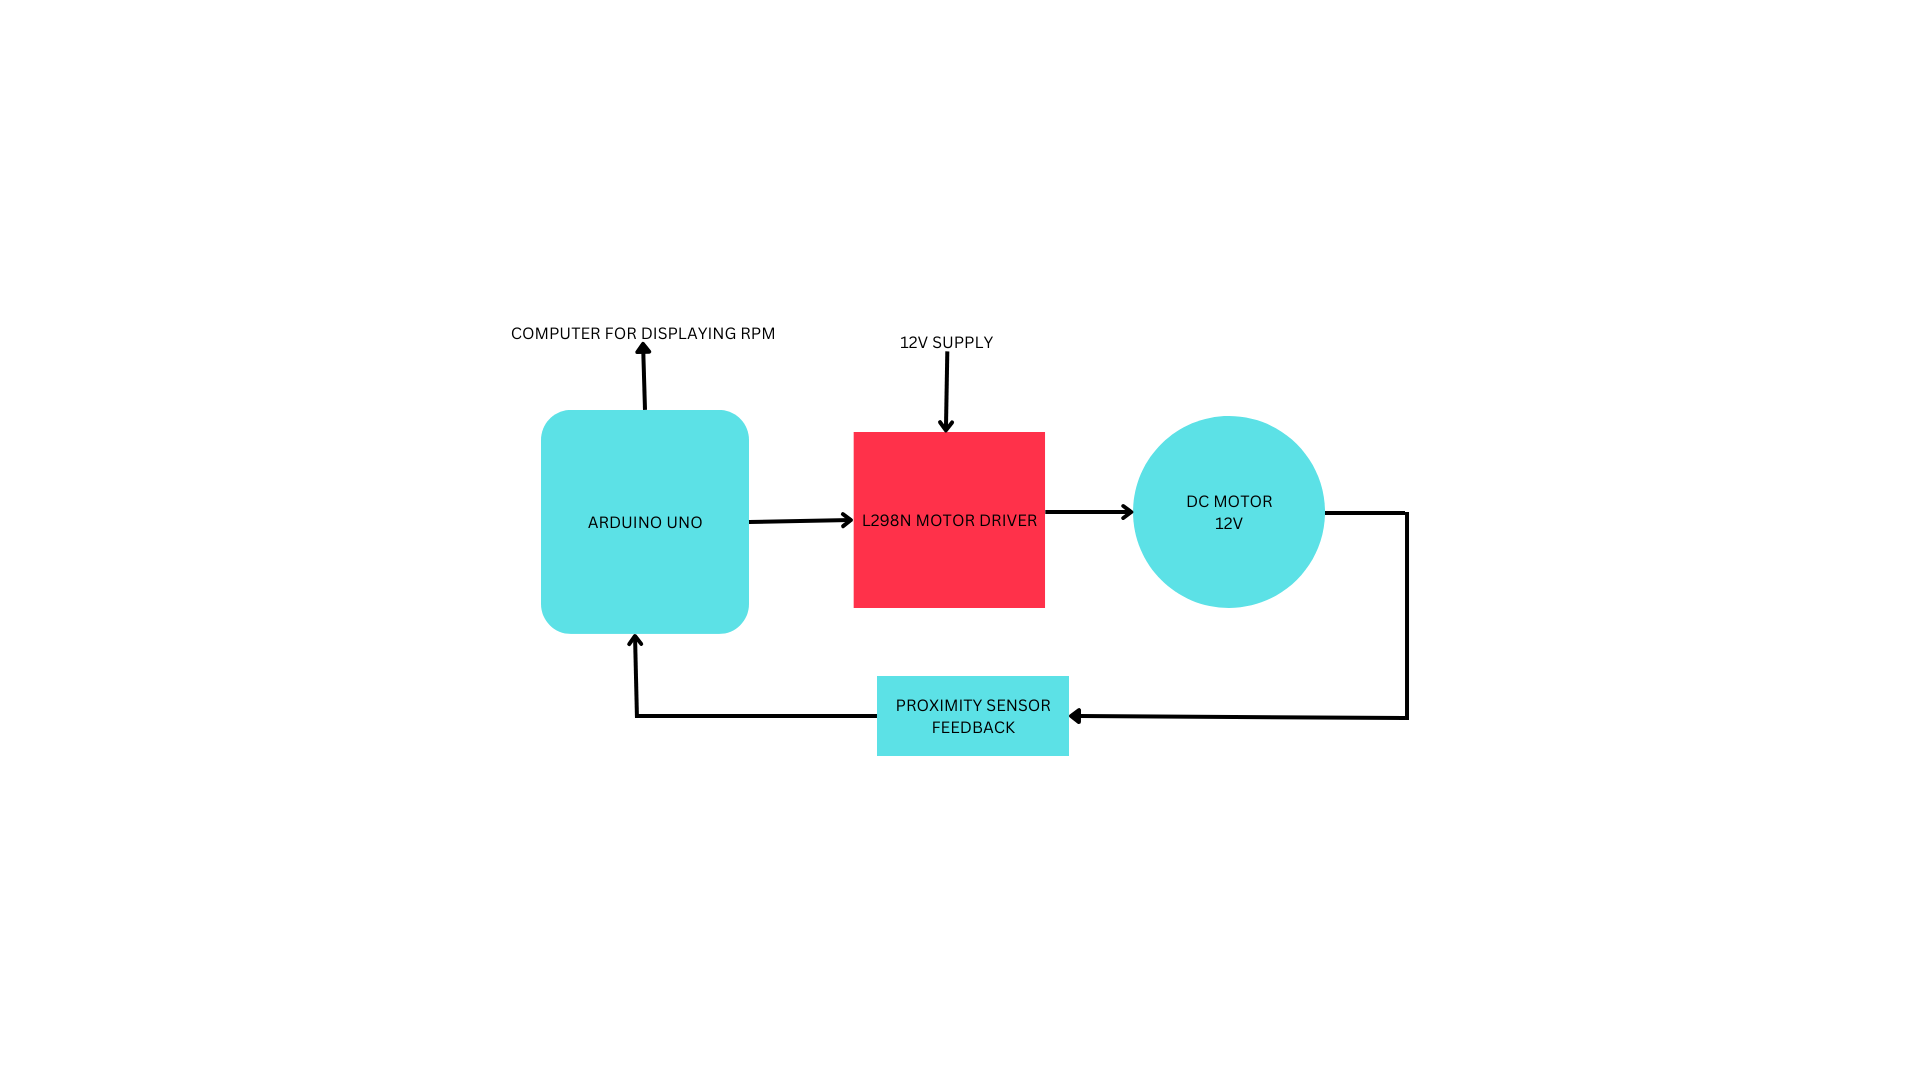 COMPUTER FOR DISPLAYING RPM
12V SUPPLY
ARDUINO UNO
L298N MOTOR DRIVER
DC MOTOR
12V
PROXIMITY SENSOR
FEEDBACK